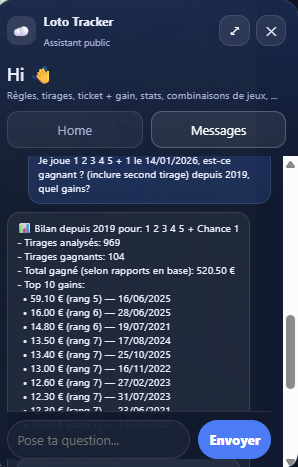 Loto Tracker
Assistant public
Hi 👋
Règles, tirages, ticket + gain, stats, combinaisons de jeux, ...
Home
Messages
Je joue 1 2 3 4 5 + 1 le 14/01/2026, est-ce
gagnant ? (inclure second tirage) depuis 2019,
quel gains?
📊 Bilan depuis 2019 pour: 1 2 3 4 5 + Chance 1
- Tirages analysés: 969
- Tirages gagnants: 104
- Total gagné (selon rapports en base): 520.50 €
- Top 10 gains:
• 59.10 € (rang 5) — 16/06/2025
• 16.00 € (rang 6) — 28/06/2025
• 14.80 € (rang 6) — 19/07/2021
• 13.50 € (rang 7) — 17/08/2024
• 13.40 € (rang 7) — 25/10/2025
• 13.00 € (rang 7) — 16/11/2022
• 12.60 € (rang 7) — 27/02/2023
• 12.30 € (rang 7) — 31/07/2023
• 12.30 € (rang 7) — 23/06/2021
Pose ta question...
Envoyer